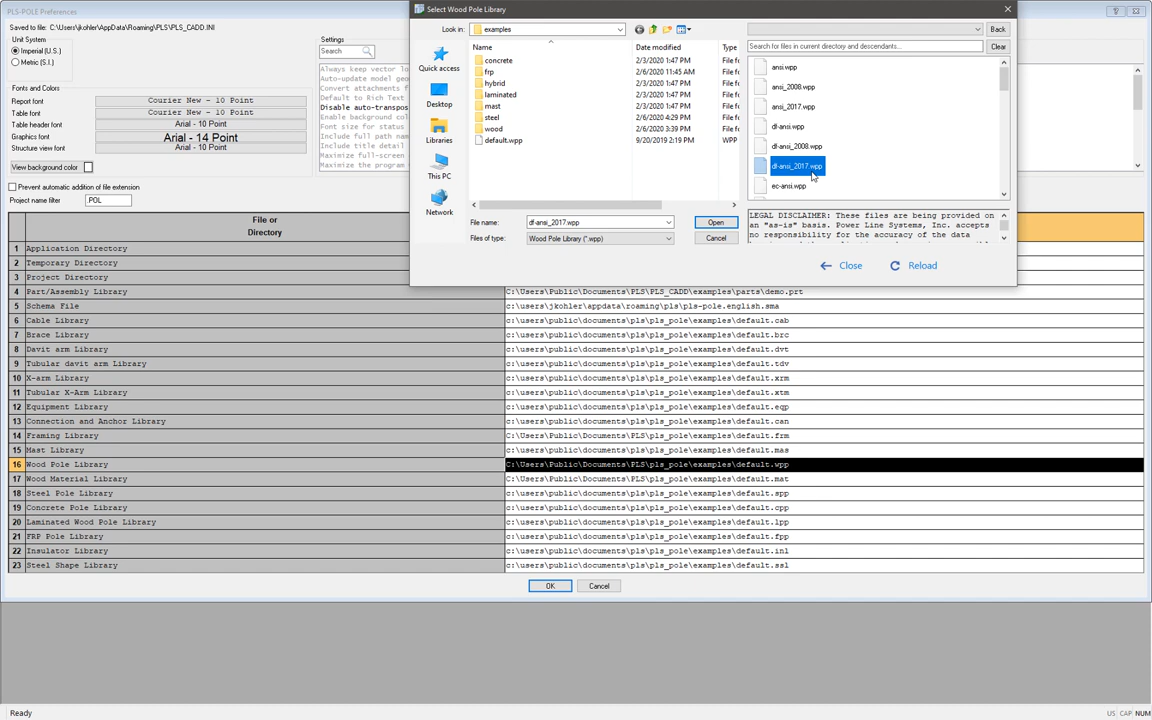 PLS-POLE Preferences
Saved to file: C:\Users\jkohler\AppData\Roaming\PLS\PLS_CADD.INI
Unit System
Imperial (U.S.)
Metric (S.I.)
Settings
Search
Fonts and Colors
Report font
Courier New - 10 Point
Table font
Courier New - 10 Point
Table header font
Arial - 10 Point
Graphics font
Arial - 14 Point
Structure view font
Arial - 10 Point
View background color
Always keep vector lo
Auto-update model geo
Convert attachments f
Default to Rich Text
Disable auto-transpos
Enable background col
Font size for status
Include full path nam
Include title detail
Maximize full-screen
Maximize the program
Prevent automatic addition of file extension
Project name filter
.POL
File or
Directory
1 Application Directory
2 Temporary Directory
3 Project Directory
4 Part/Assembly Library C:\Users\Public\Documents\PLS\PLS_CADD\examples\parts\demo.prt
5 Schema File c:\users\jkohler\appdata\roaming\pls\pls-pole.english.sma
6 Cable Library c:\users\public\documents\pls\pls_pole\examples\default.cab
7 Brace Library c:\users\public\documents\pls\pls_pole\examples\default.brc
8 Davit arm Library c:\users\public\documents\pls\pls_pole\examples\default.dvt
9 Tubular davit arm Library c:\users\public\documents\pls\pls_pole\examples\default.tdv
10 X-arm Library c:\users\public\documents\pls\pls_pole\examples\default.xrm
11 Tubular X-Arm Library c:\users\public\documents\pls\pls_pole\examples\default.xtm
12 Equipment Library c:\users\public\documents\pls\pls_pole\examples\default.eqp
13 Connection and Anchor Library c:\users\public\documents\pls\pls_pole\examples\default.can
14 Framing Library C:\Users\Public\Documents\PLS\pls_pole\examples\default.frm
15 Mast Library c:\users\public\documents\pls\pls_pole\examples\default.mas
16 Wood Pole Library C:\Users\Public\Documents\PLS\pls_pole\examples\default.wpp
17 Wood Material Library C:\Users\Public\Documents\PLS\pls_pole\examples\default.mat
18 Steel Pole Library c:\users\public\documents\pls\pls_pole\examples\default.spp
19 Concrete Pole Library c:\users\public\documents\pls\pls_pole\examples\default.cpp
20 Laminated Wood Pole Library c:\users\public\documents\pls\pls_pole\examples\default.lpp
21 FRP Pole Library c:\users\public\documents\pls\pls_pole\examples\default.fpp
22 Insulator Library c:\users\public\documents\pls\pls_pole\examples\default.inl
23 Steel Shape Library c:\users\public\documents\pls\pls_pole\examples\default.ssl
OK
Cancel
Select Wood Pole Library
Look in:
examples
Back
Search for files in current directory and descendants...
Clear
Quick access
Desktop
Libraries
This PC
Network
Name Date modified Type
concrete 2/3/2020 1:47 PM File fo
frp 2/6/2020 11:45 AM File fo
hybrid 2/3/2020 1:47 PM File fo
laminated 2/3/2020 1:47 PM File fo
mast 2/3/2020 1:47 PM File fo
steel 2/6/2020 4:29 PM File fo
wood 2/6/2020 3:39 PM File fo
default.wpp 9/20/2019 2:19 PM WPP
File name:
df-ansi_2017.wpp
Open
Files of type:
Wood Pole Library (*.wpp)
Cancel
ansi.wpp
ansi_2008.wpp
ansi_2017.wpp
df-ansi.wpp
df-ansi_2008.wpp
df-ansi_2017.wpp
ec-ansi.wpp
LEGAL DISCLAIMER: These files are being provided on
an "as-is" basis. Power Line Systems, Inc. accepts
no responsibility for the accuracy of the data
Close
Reload
Ready
US CAP NUM